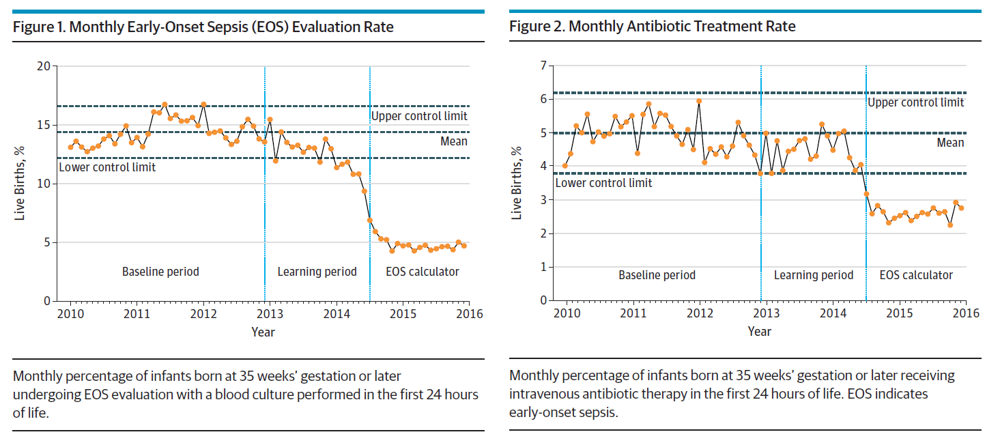 Figure 1. Monthly Early-Onset Sepsis (EOS) Evaluation Rate
20
15
10
5
0
Live Births, %
Upper control limit
Mean
Lower control limit
Baseline period
Learning period
EOS calculator
2010 2011 2012 2013 2014 2015 2016
Year
Monthly percentage of infants born at 35 weeks' gestation or later
undergoing EOS evaluation with a blood culture performed in the first 24 hours
of life.
Figure 2. Monthly Antibiotic Treatment Rate
7
6
5
4
3
2
1
0
Live Births, %
Upper control limit
Mean
Lower control limit
Baseline period
Learning period
EOS calculator
2010 2011 2012 2013 2014 2015 2016
Year
Monthly percentage of infants born at 35 weeks' gestation or later receiving
intravenous antibiotic therapy in the first 24 hours of life. EOS indicates
early-onset sepsis.